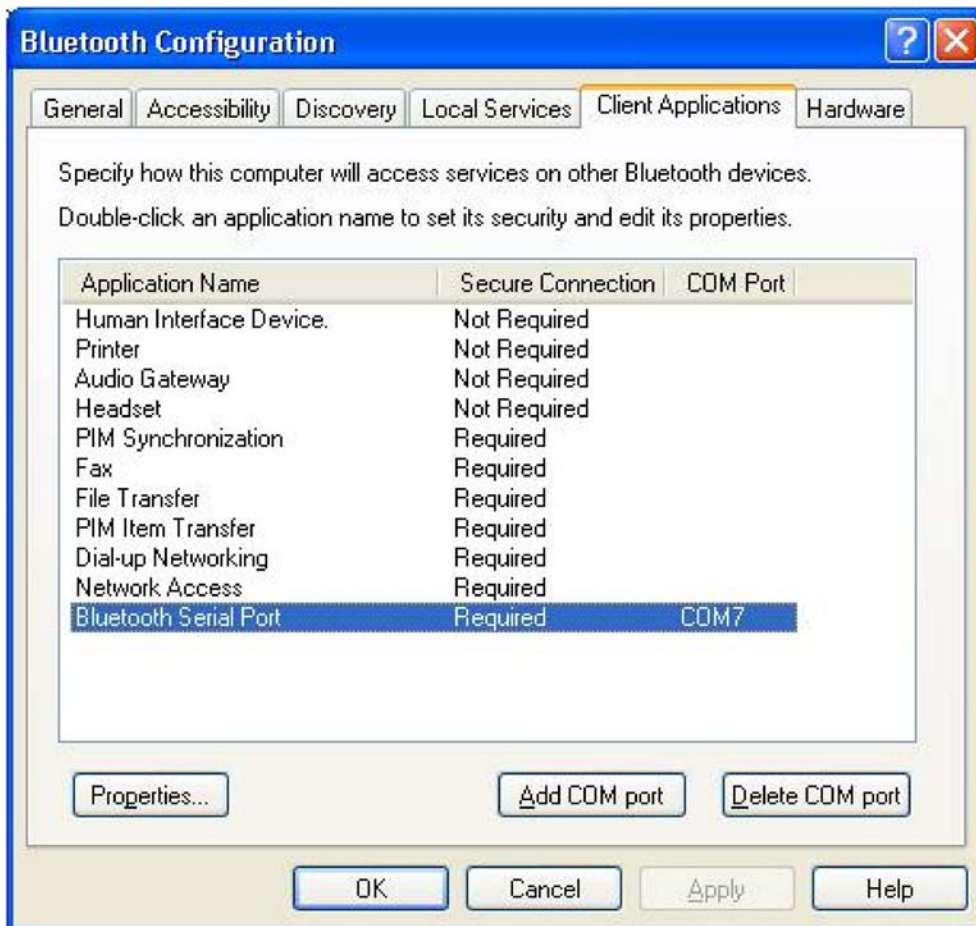 Bluetooth Configuration
General Accessibility Discovery Local Services Client Applications Hardware
Specify how this computer will access services on other Bluetooth devices.
Double-click an application name to set its security and edit its properties.
Application Name Secure Connection COM Port
Human Interface Device. Not Required
Printer Not Required
Audio Gateway Not Required
Headset Not Required
PIM Synchronization Required
Fax Required
File Transfer Required
PIM Item Transfer Required
Dial-up Networking Required
Network Access Required
Bluetooth Serial Port Required COM7
Properties... Add COM port Delete COM port
OK Cancel Apply Help